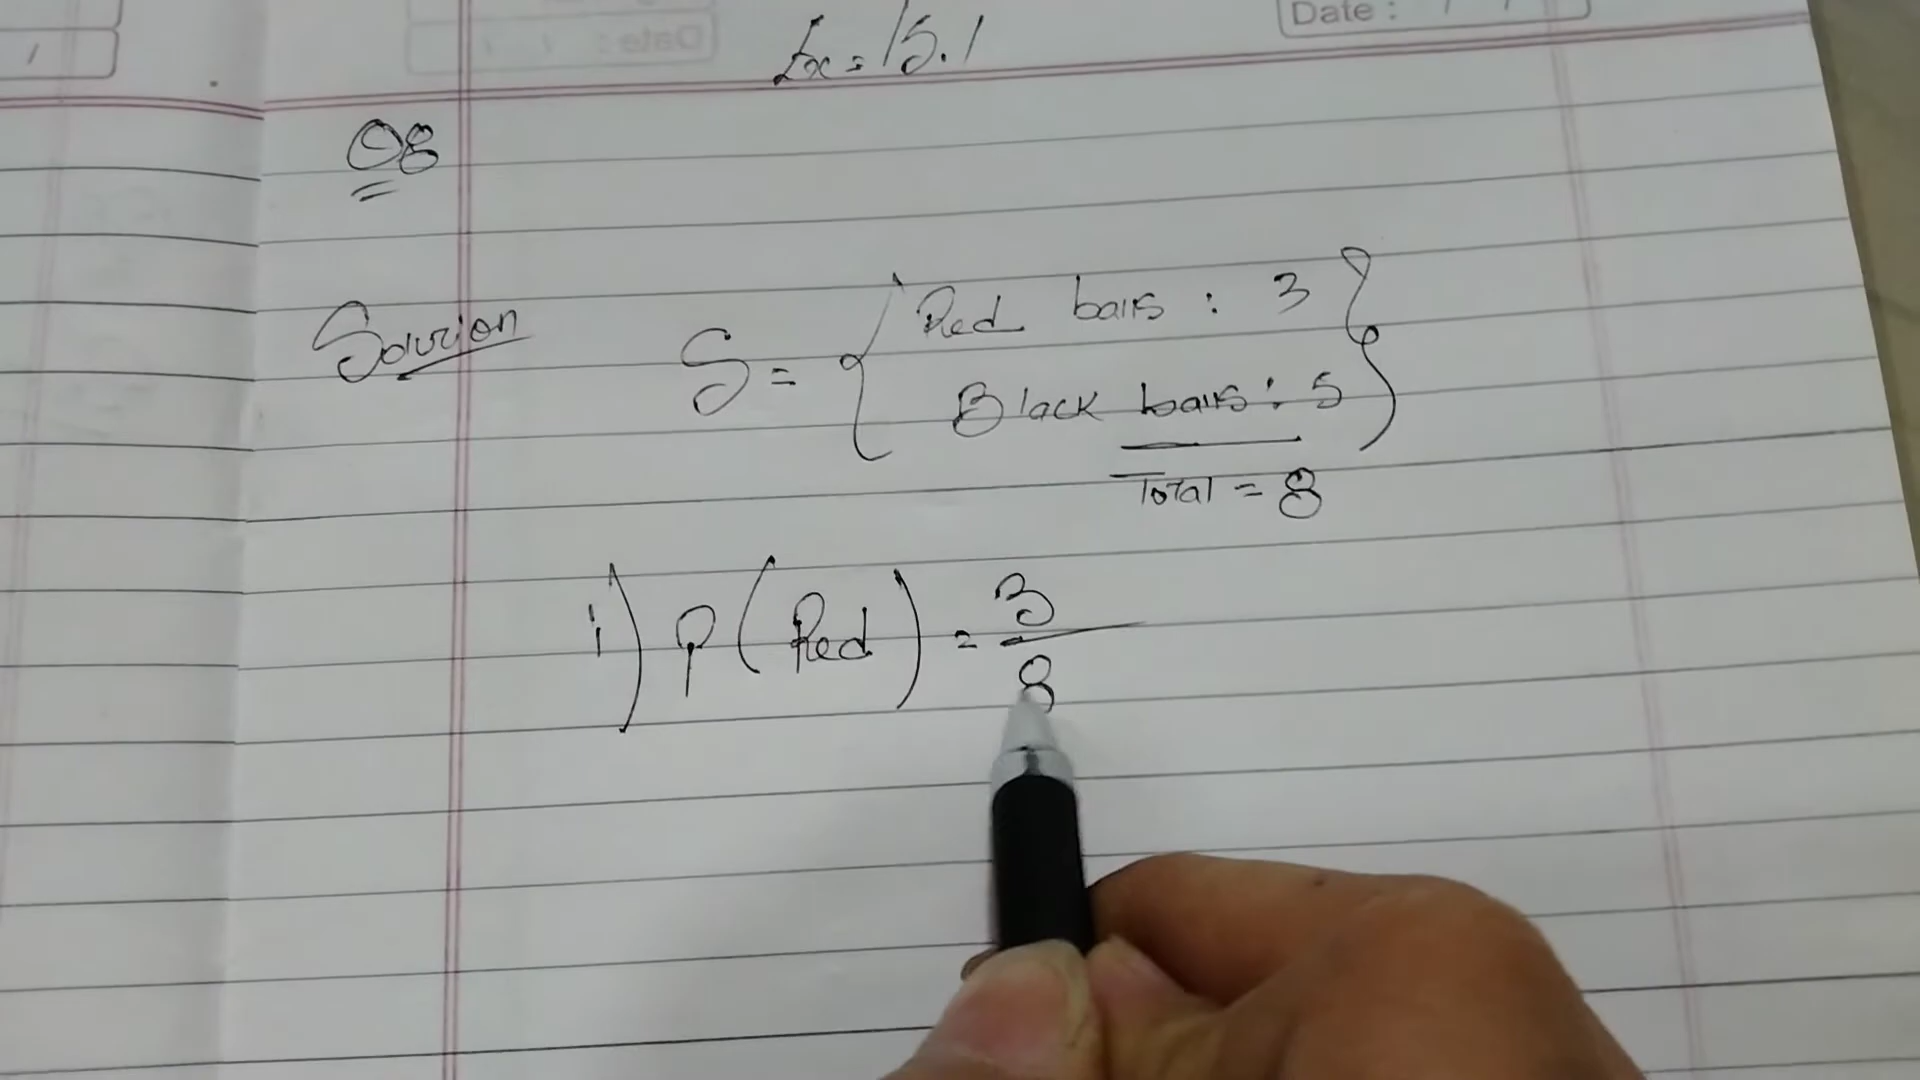 Date : / /
Ex = 15.1
Q8
Solution
S = { Red balls : 3
Black balls : 5 }
Total = 8
i) P(Red) = 3/8